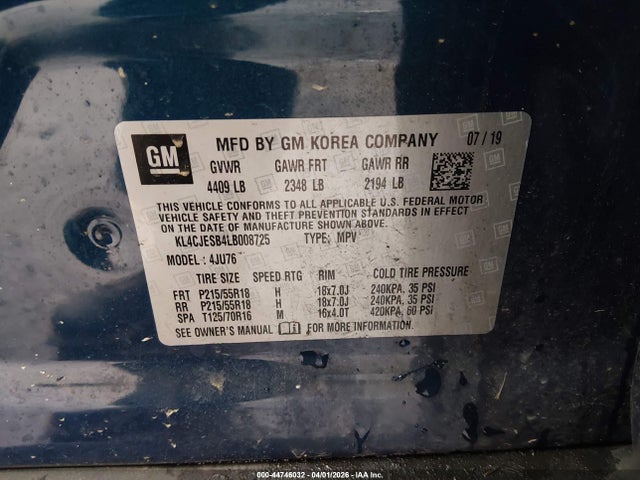 GM
MFD BY GM KOREA COMPANY 07/19
GVWR GAWR FRT GAWR RR
4409 LB 2348 LB 2194 LB
THIS VEHICLE CONFORMS TO ALL APPLICABLE U.S. FEDERAL MOTOR
VEHICLE SAFETY AND THEFT PREVENTION STANDARDS IN EFFECT
ON THE DATE OF MANUFACTURE SHOWN ABOVE.
KL4CJESB4LB008725 TYPE: MPV
MODEL : 4JU76
TIRE SIZE SPEED RTG RIM COLD TIRE PRESSURE
FRT P215/55R18 H 18x7.0J 240KPA, 35 PSI
RR P215/55R18 H 18x7.0J 240KPA, 35 PSI
SPA T125/70R16 M 16x4.0T 420KPA, 60 PSI
SEE OWNER'S MANUAL FOR MORE INFORMATION.
000-44746032 - 04/01/2026 - IAA Inc.